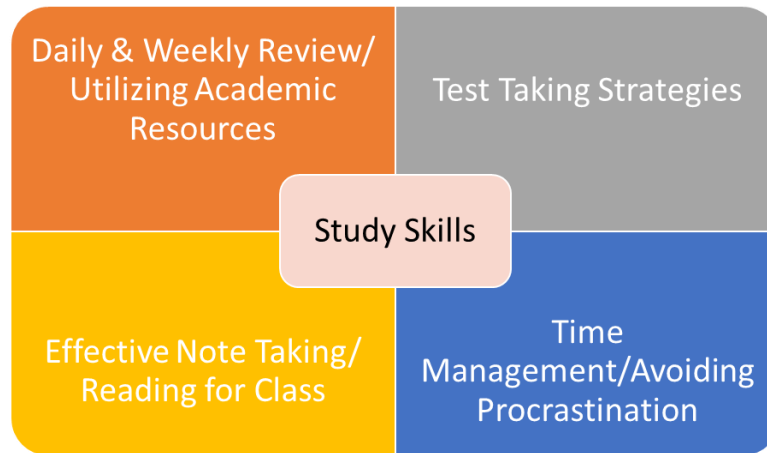 Daily & Weekly Review/
Utilizing Academic
Resources
Test Taking Strategies
Study Skills
Effective Note Taking/
Reading for Class
Time
Management/Avoiding
Procrastination